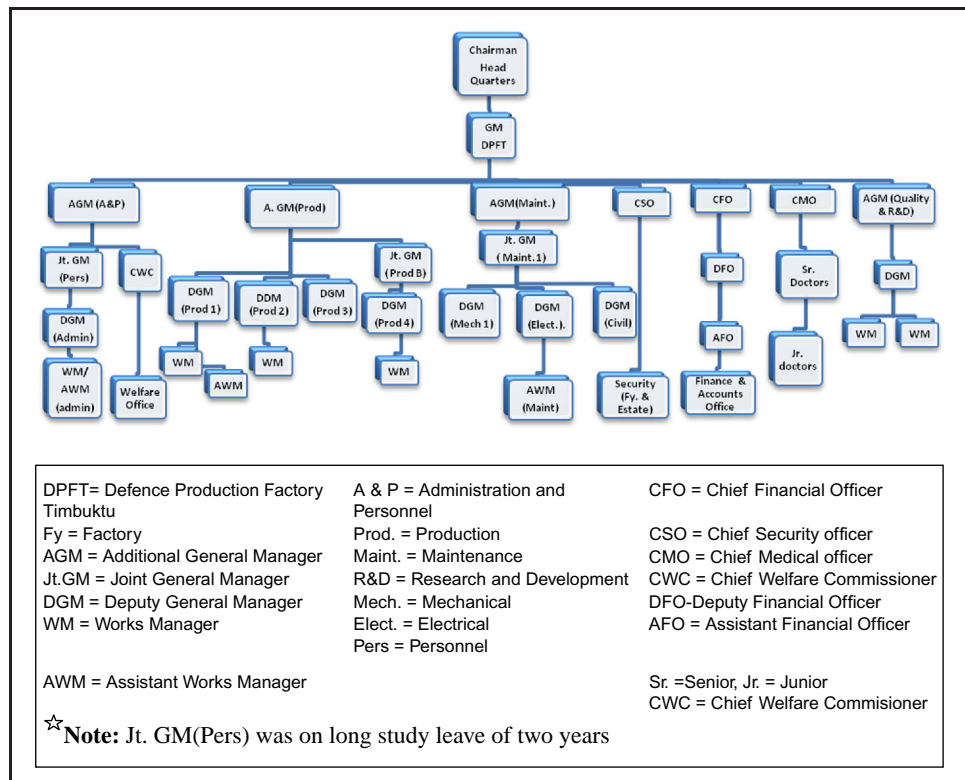 Chairman
Head
Quarters
GM
DPFT
AGM (A&P)
A. GM(Prod)
AGM(Maint.)
CSO
CFO
CMO
AGM (Quality
& R&D)
Jt. GM
(Pers)
CWC
Jt. GM
( Prod B)
Jt. GM
( Maint.1)
DFO
Sr.
Doctors
DGM
DGM
(Admin)
DGM
(Prod 1)
DDM
(Prod 2)
DGM
(Prod 3)
DGM
(Prod 4)
DGM
(Mech 1)
DGM
(Elect.).
DGM
(Civil)
AFO
WM
WM
WM/
AWM
(admin)
Welfare
Office
WM
AWM
WM
WM
AWM
(Maint)
Security
(Fy. &
Estate)
Finance &
Accounts
Office
Jr.
doctors
DPFT= Defence Production Factory
Timbuktu
Fy = Factory
AGM = Additional General Manager
Jt.GM = Joint General Manager
DGM = Deputy General Manager
WM = Works Manager
AWM = Assistant Works Manager
A & P = Administration and
Personnel
Prod. = Production
Maint. = Maintenance
R&D = Research and Development
Mech. = Mechanical
Elect. = Electrical
Pers = Personnel
CFO = Chief Financial Officer
CSO = Chief Security officer
CMO = Chief Medical officer
CWC = Chief Welfare Commissioner
DFO-Deputy Financial Officer
AFO = Assistant Financial Officer
Sr. =Senior, Jr. = Junior
CWC = Chief Welfare Commisioner
☆Note: Jt. GM(Pers) was on long study leave of two years